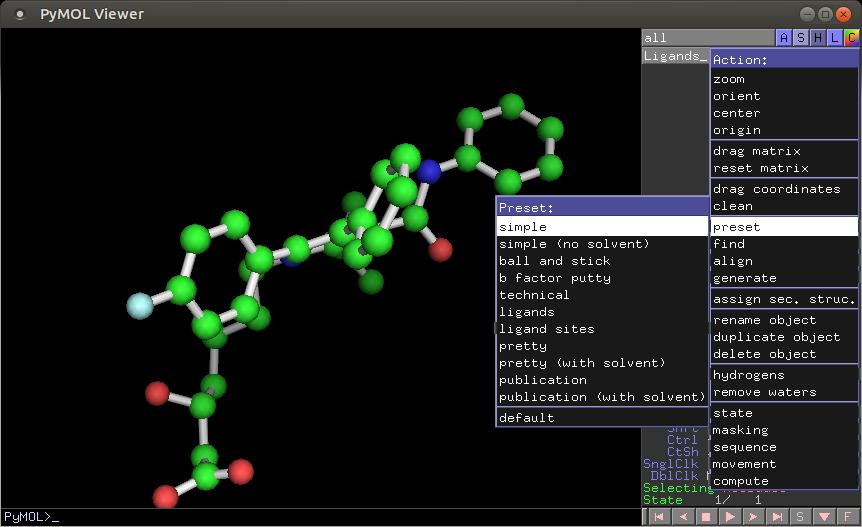 PyMOL Viewer
all
A S H L C
Ligands_
Action:
zoom
orient
center
origin
drag matrix
reset matrix
drag coordinates
clean
preset
find
align
generate
assign sec. struc.
rename object
duplicate object
delete object
hydrogens
remove waters
state
masking
sequence
movement
compute
Preset:
simple
simple (no solvent)
ball and stick
b factor putty
technical
ligands
ligand sites
pretty
pretty (with solvent)
publication
publication (with solvent)
default
Ctrl
CtSh
SnglClk
DblClk
Selecting
State 1/ 1
PyMOL>_
S F